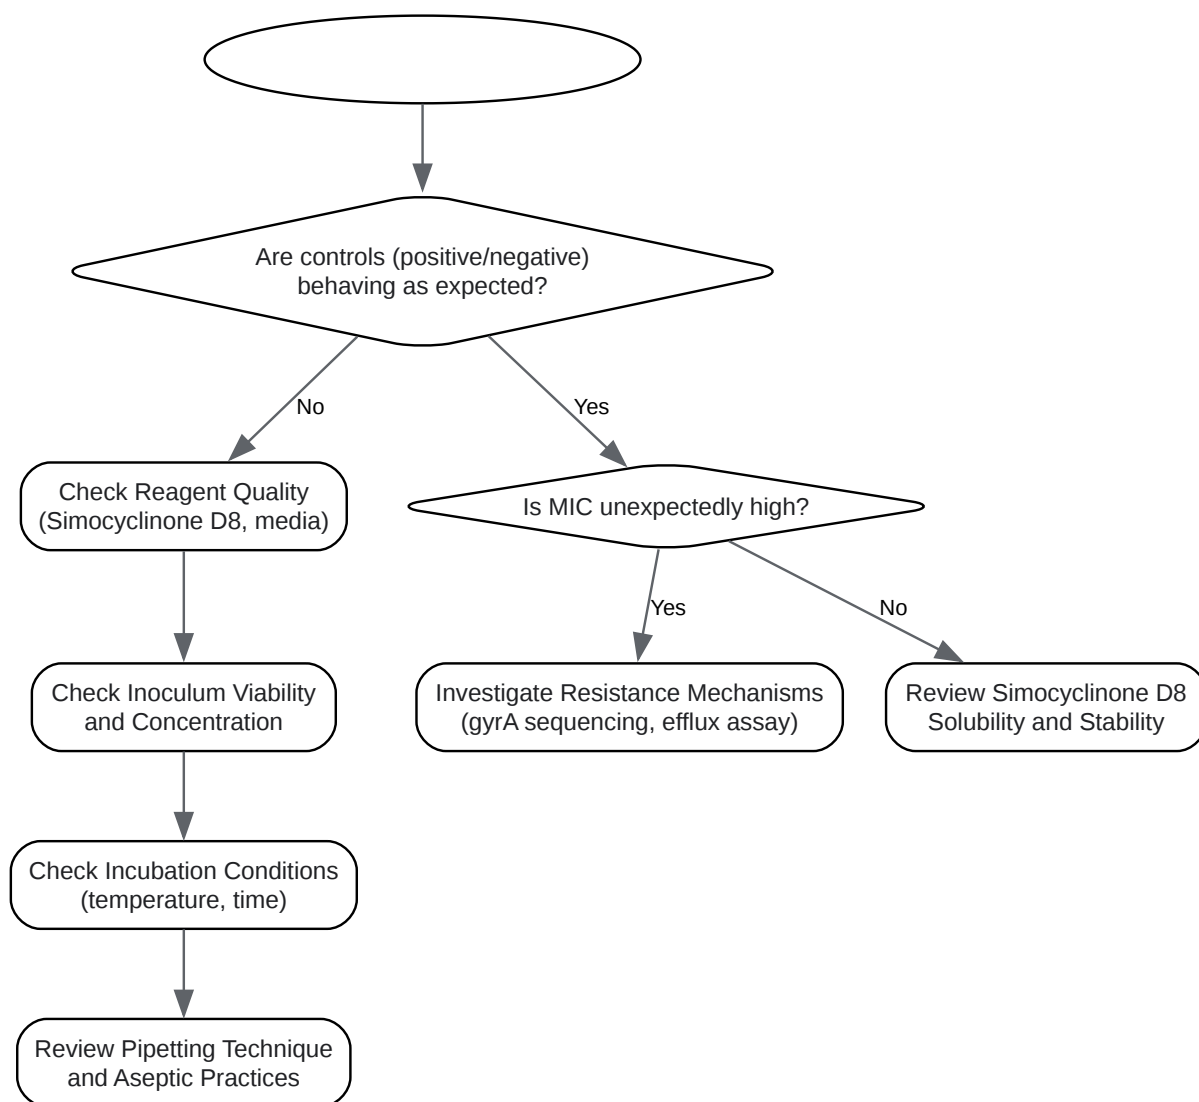 Are controls (positive/negative)
behaving as expected?
No
Yes
Check Reagent Quality
(Simocyclinone D8, media)
Is MIC unexpectedly high?
Yes
No
Check Inoculum Viability
and Concentration
Investigate Resistance Mechanisms
(gyrA sequencing, efflux assay)
Review Simocyclinone D8
Solubility and Stability
Check Incubation Conditions
(temperature, time)
Review Pipetting Technique
and Aseptic Practices